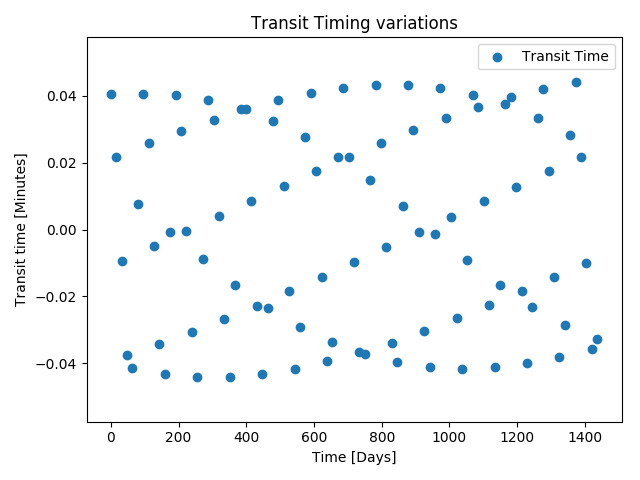 Transit Timing variations
Transit Time
0.04
0.02
0.00
−0.02
−0.04
Transit time [Minutes]
0 200 400 600 800 1000 1200 1400
Time [Days]